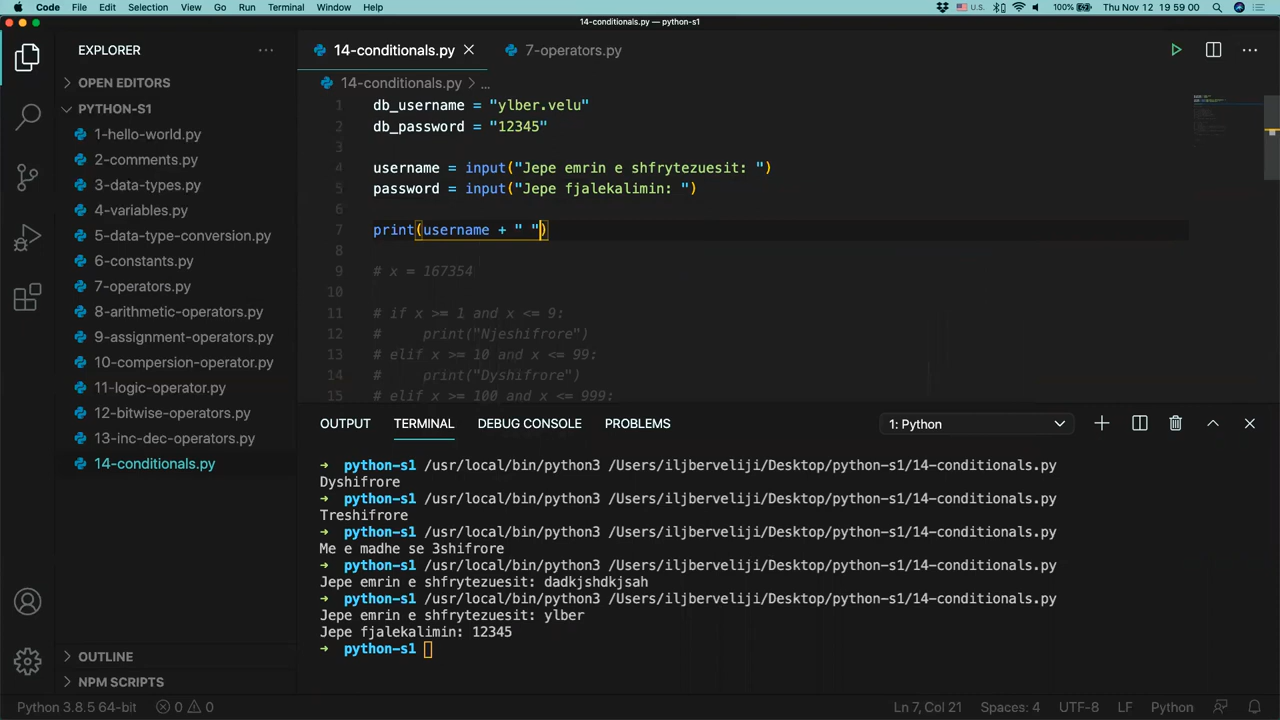 Code File Edit Selection View Go Run Terminal Window Help U.S. 100% Thu Nov 12 19:59:00
14-conditionals.py — python-s1
EXPLORER
OPEN EDITORS
PYTHON-S1
1-hello-world.py
2-comments.py
3-data-types.py
4-variables.py
5-data-type-conversion.py
6-constants.py
7-operators.py
8-arithmetic-operators.py
9-assignment-operators.py
10-compersion-operator.py
11-logic-operator.py
12-bitwise-operators.py
13-inc-dec-operators.py
14-conditionals.py
OUTLINE
NPM SCRIPTS
14-conditionals.py 7-operators.py
14-conditionals.py > ...
1 db_username = "ylber.velu"
2 db_password = "12345"
3
4 username = input("Jepe emrin e shfrytezuesit: ")
5 password = input("Jepe fjalekalimin: ")
6
7 print(username + " ")
8
9 # x = 167354
10
11 # if x >= 1 and x <= 9:
12 #     print("Njeshifrore")
13 # elif x >= 10 and x <= 99:
14 #     print("Dyshifrore")
15 # elif x >= 100 and x <= 999:
OUTPUT TERMINAL DEBUG CONSOLE PROBLEMS 1: Python
→ python-s1 /usr/local/bin/python3 /Users/iljberveliji/Desktop/python-s1/14-conditionals.py
Dyshifrore
→ python-s1 /usr/local/bin/python3 /Users/iljberveliji/Desktop/python-s1/14-conditionals.py
Treshifrore
→ python-s1 /usr/local/bin/python3 /Users/iljberveliji/Desktop/python-s1/14-conditionals.py
Me e madhe se 3shifrore
→ python-s1 /usr/local/bin/python3 /Users/iljberveliji/Desktop/python-s1/14-conditionals.py
Jepe emrin e shfrytezuesit: dadkjshdkjsah
→ python-s1 /usr/local/bin/python3 /Users/iljberveliji/Desktop/python-s1/14-conditionals.py
Jepe emrin e shfrytezuesit: ylber
Jepe fjalekalimin: 12345
→ python-s1
Python 3.8.5 64-bit 0 0 Ln 7, Col 21 Spaces: 4 UTF-8 LF Python